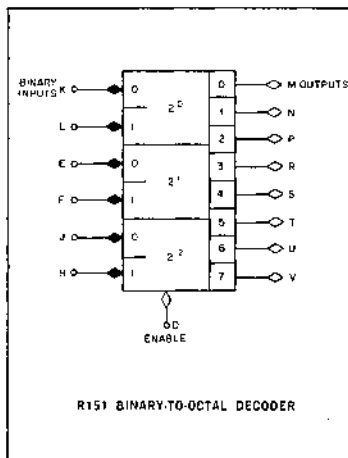 BINARY INPUTS
K 0 2⁰ 0 M OUTPUTS
L 1 1 N
2 P
E 0 2¹ 3 R
F 1 4 S
J 0 2² 5 T
6 U
H 1 7 V
D
ENABLE
R151 BINARY-TO-OCTAL DECODER